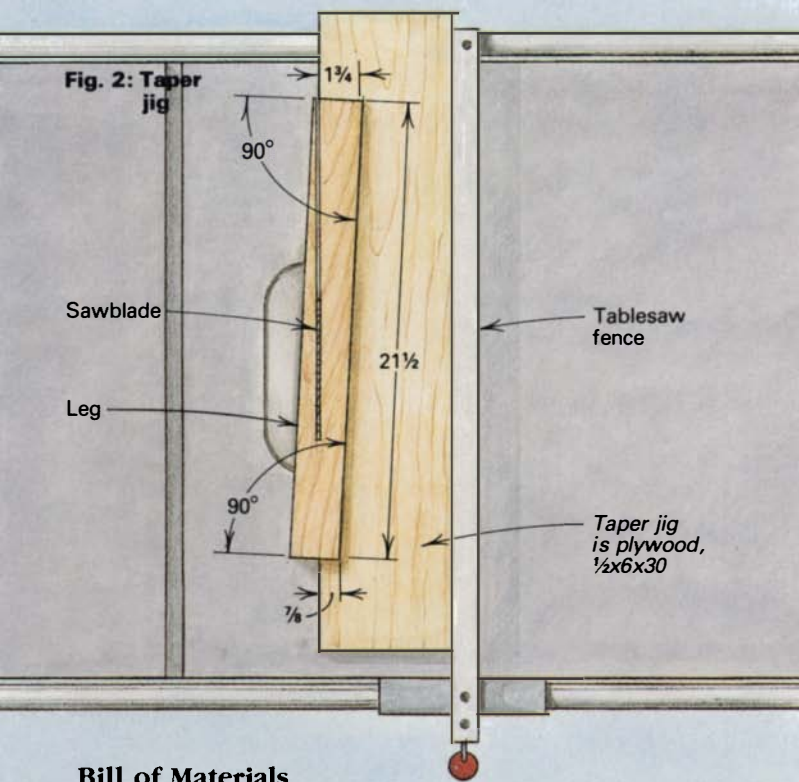 Fig. 2: Taper
jig
1¾
90°
Sawblade
21½
Tablesaw
fence
Leg
90°
Taper jig
is plywood,
½x6x30
⅞
Bill of Materials